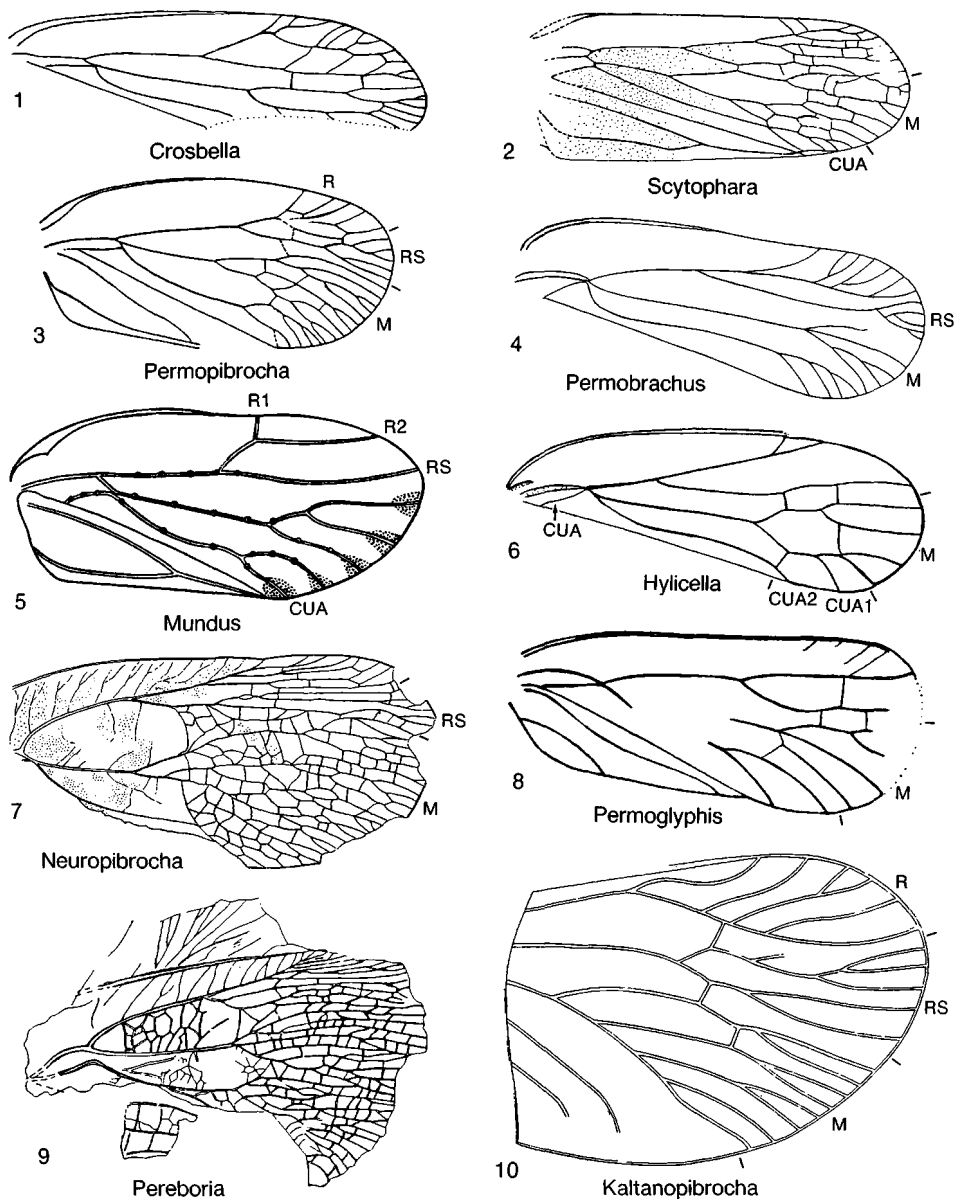 1
Crosbella
2
M
CUA
Scytophara
R
RS
M
3
Permopibrocha
RS
M
4
Permobrachus
R1
R2
RS
5
CUA
Mundus
CUA
M
6
CUA2
CUA1
Hylicella
RS
M
7
Neuropibrocha
8
M
Permoglyphis
9
Pereboria
R
RS
M
10
Kaltanopibrocha